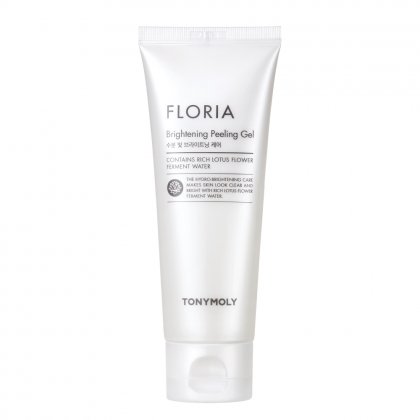 FLORIA
Brightening Peeling Gel
수분 및 브라이트닝 케어
CONTAINS RICH LOTUS FLOWER
FERMENT WATER
THE HYDRO-BRIGHTENING CARE
MAKES SKIN LOOK CLEAR AND
BRIGHT WITH RICH LOTUS-FLOWER
FERMENT WATER.
TONYMOLY